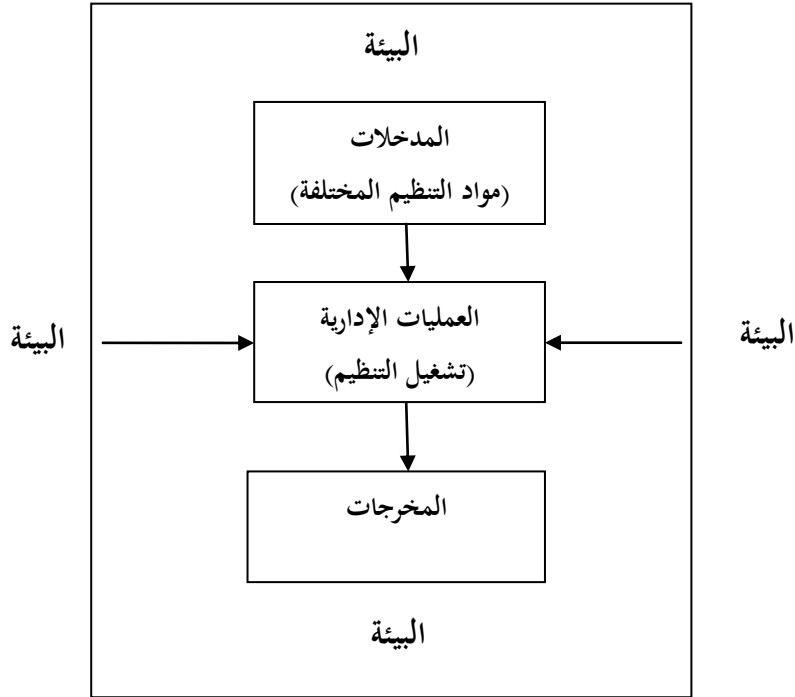 البيئة
المدخلات
(مواد التنظيم المختلفة)
العمليات الإدارية
(تشغيل التنظيم)
البيئة
البيئة
المخرجات
البيئة